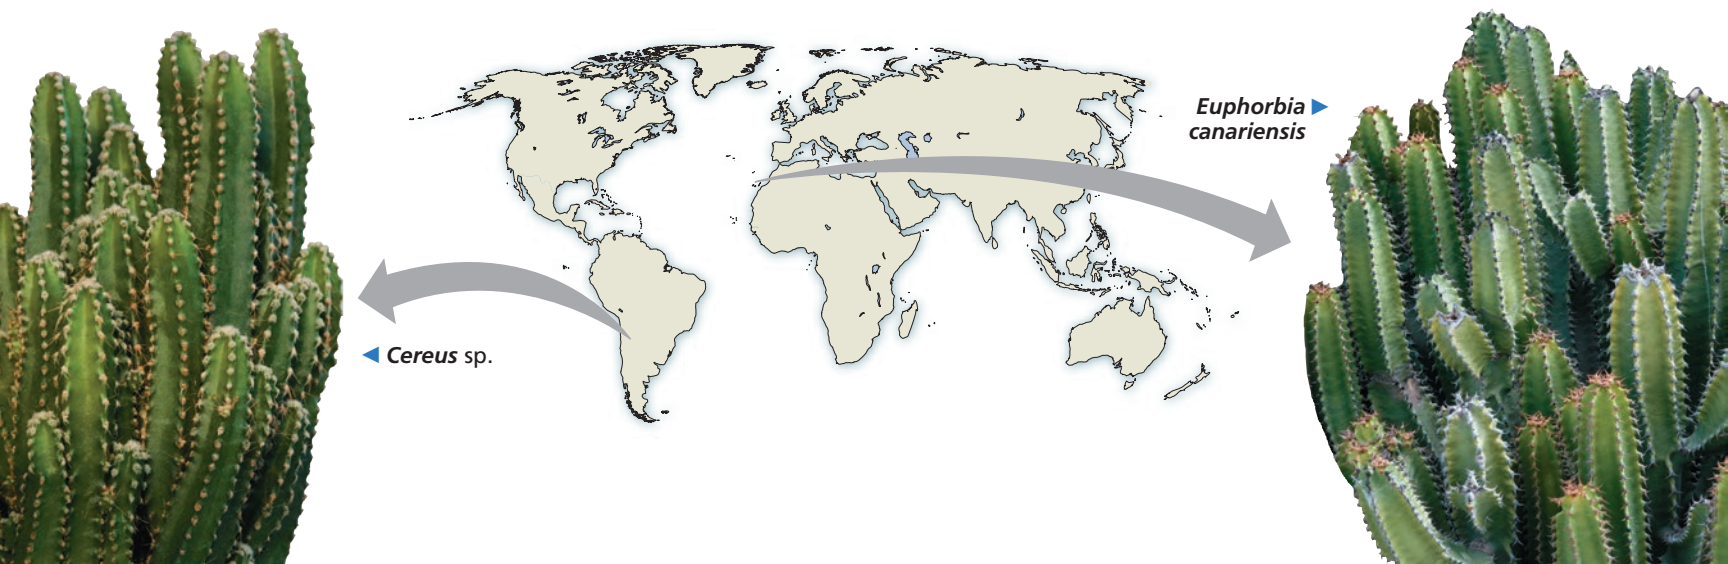 Euphorbia ▶
canariensis
◀ Cereus sp.